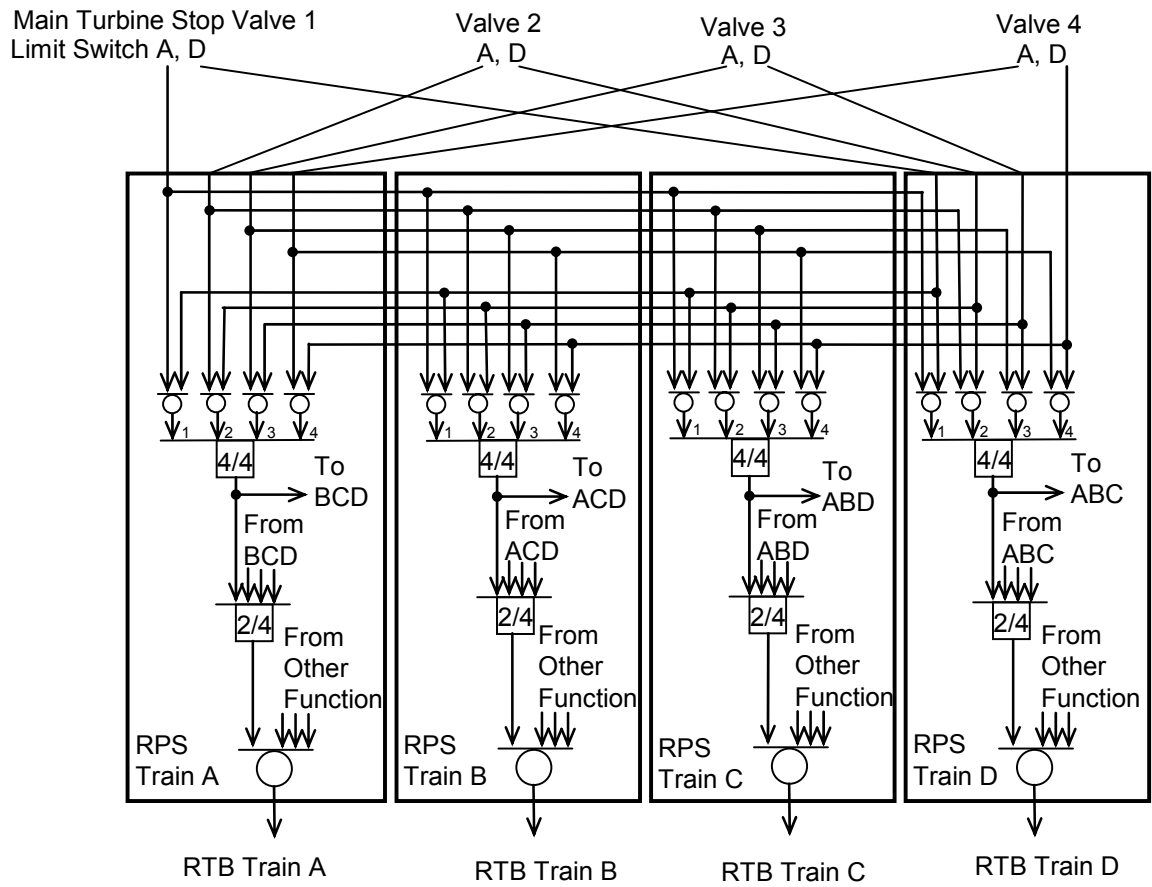 Main Turbine Stop Valve 1
Limit Switch A, D
Valve 2
A, D
Valve 3
A, D
Valve 4
A, D
1
2
3
4
4/4
To
BCD
From
BCD
2/4
From
Other
Function
RPS
Train A
1
2
3
4
4/4
To
ACD
From
ACD
2/4
From
Other
Function
RPS
Train B
1
2
3
4
4/4
To
ABD
From
ABD
2/4
From
Other
Function
RPS
Train C
1
2
3
4
4/4
To
ABC
From
ABC
2/4
From
Other
Function
RPS
Train D
RTB Train A
RTB Train B
RTB Train C
RTB Train D